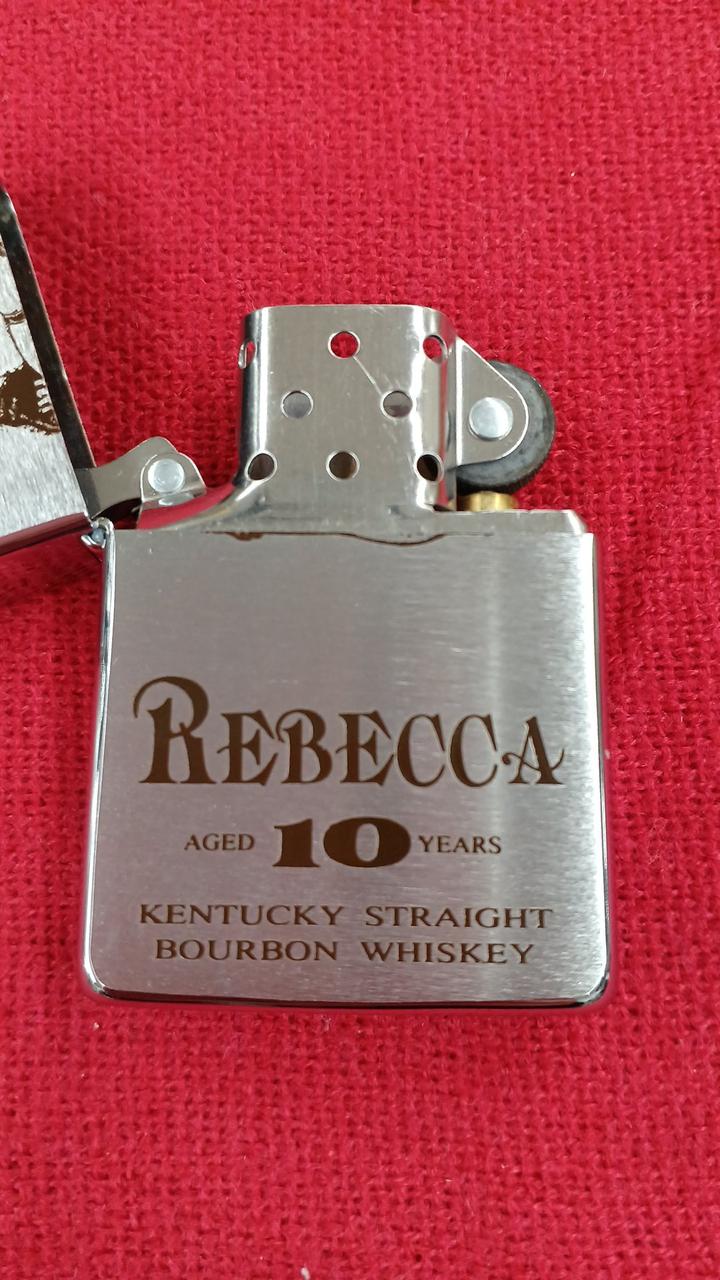 REBECCA
AGED 10 YEARS
KENTUCKY STRAIGHT
BOURBON WHISKEY